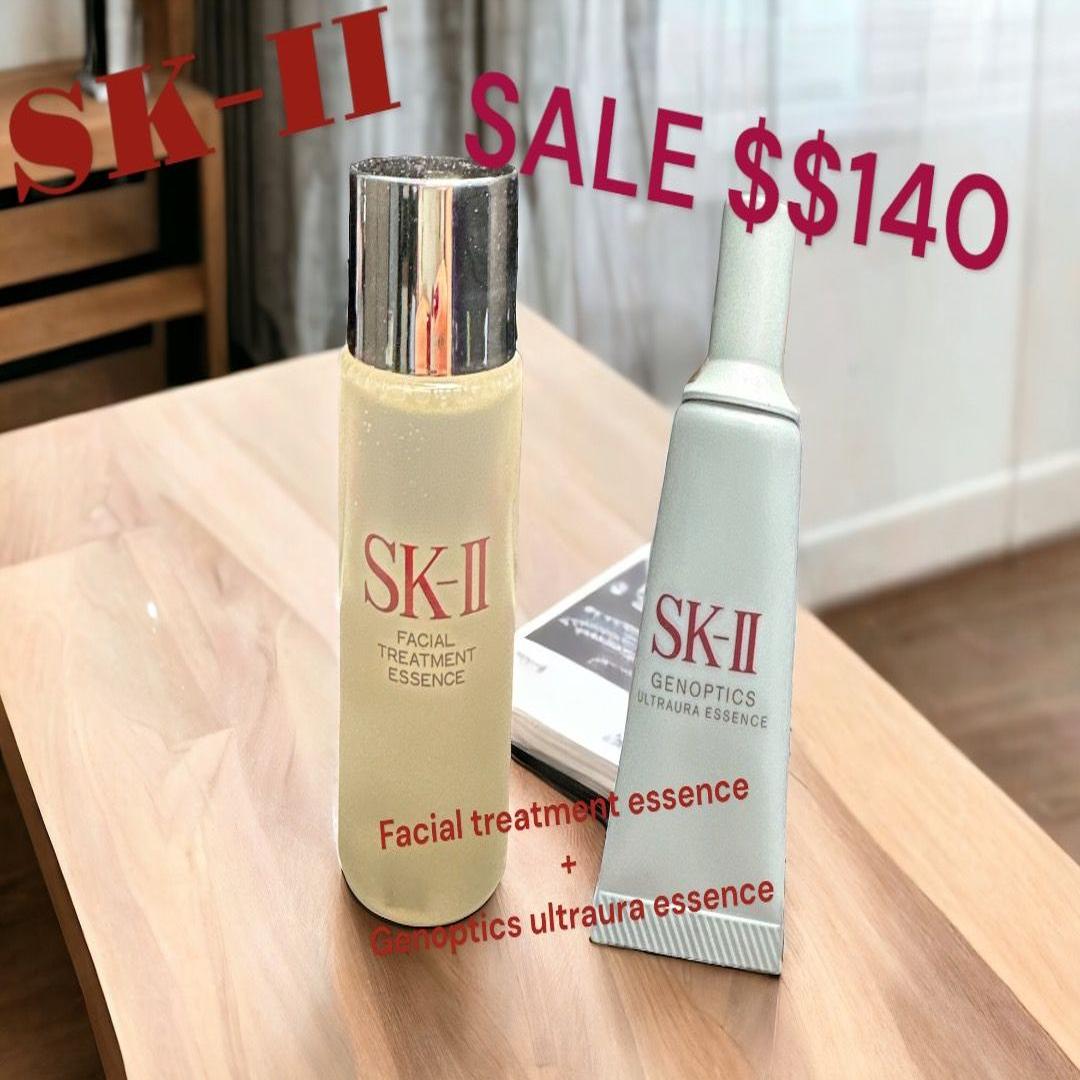 SK-II
SALE $$140
SK-II
FACIAL
TREATMENT
ESSENCE
SK-II
GENOPTICS
ULTRAURA ESSENCE
Facial treatment essence
+
Genoptics ultraura essence